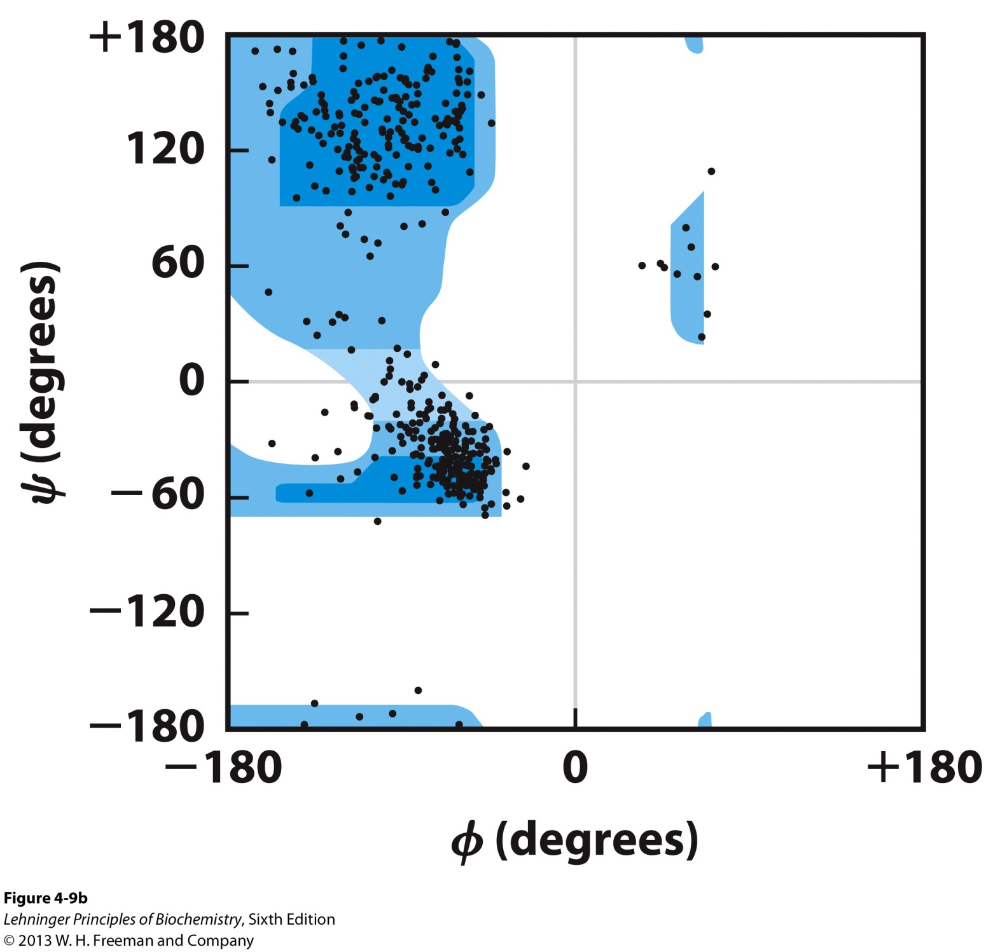 +180
120
60
0
−60
−120
−180
ψ (degrees)
−180 0 +180
ϕ (degrees)
Figure 4-9b
Lehninger Principles of Biochemistry, Sixth Edition
© 2013 W. H. Freeman and Company